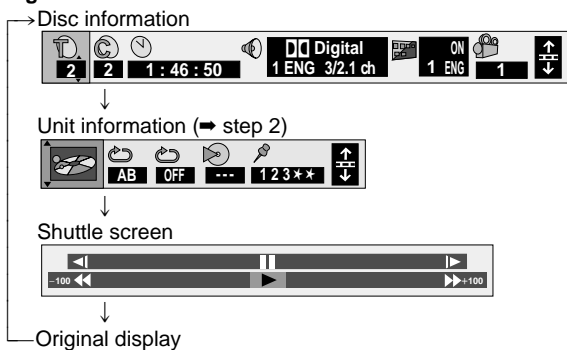 Disc information
T C DD Digital ON
2 2 1 : 46 : 50 1 ENG 3/2.1 ch 1 ENG 1
Unit information (➡ step 2)
AB OFF --- 1 2 3 ✶ ✶
Shuttle screen
–100 +100
Original display